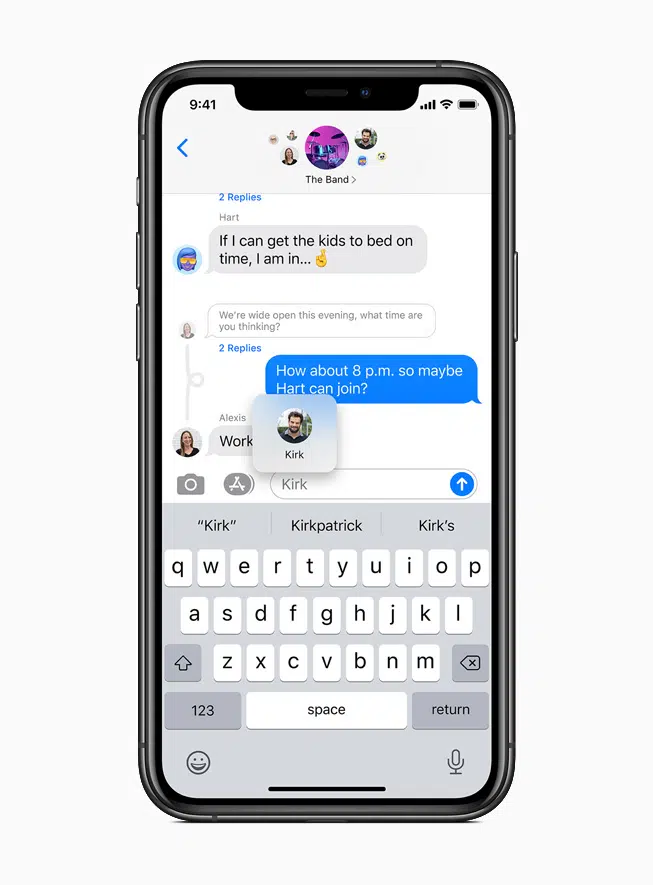 9:41
The Band >
2 Replies
Hart
If I can get the kids to bed on
time, I am in... 🤞
We're wide open this evening, what time are
you thinking?
2 Replies
How about 8 p.m. so maybe
Hart can join?
Alexis
Work
Kirk
Kirk
“Kirk”
Kirkpatrick
Kirk’s
q w e r t y u i o p
a s d f g h j k l
z x c v b n m
123
space
return